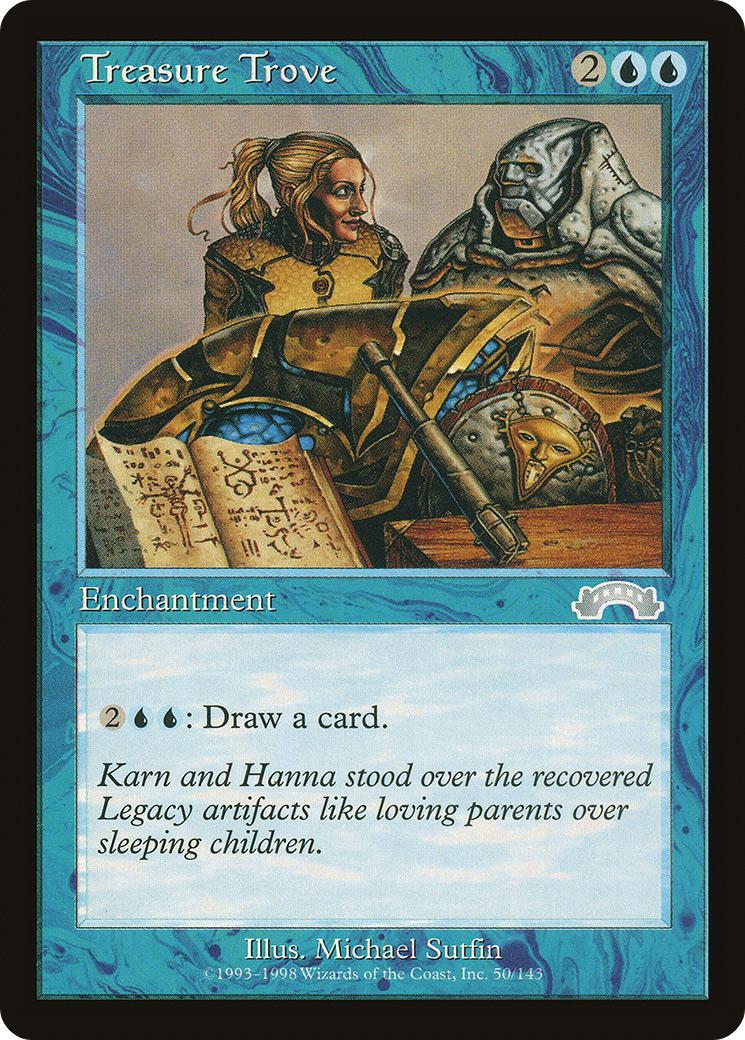 Treasure Trove 2
Enchantment
2 : Draw a card.
Karn and Hanna stood over the recovered
Legacy artifacts like loving parents over
sleeping children.
Illus. Michael Sutfin
©1993–1998 Wizards of the Coast, Inc. 50/143